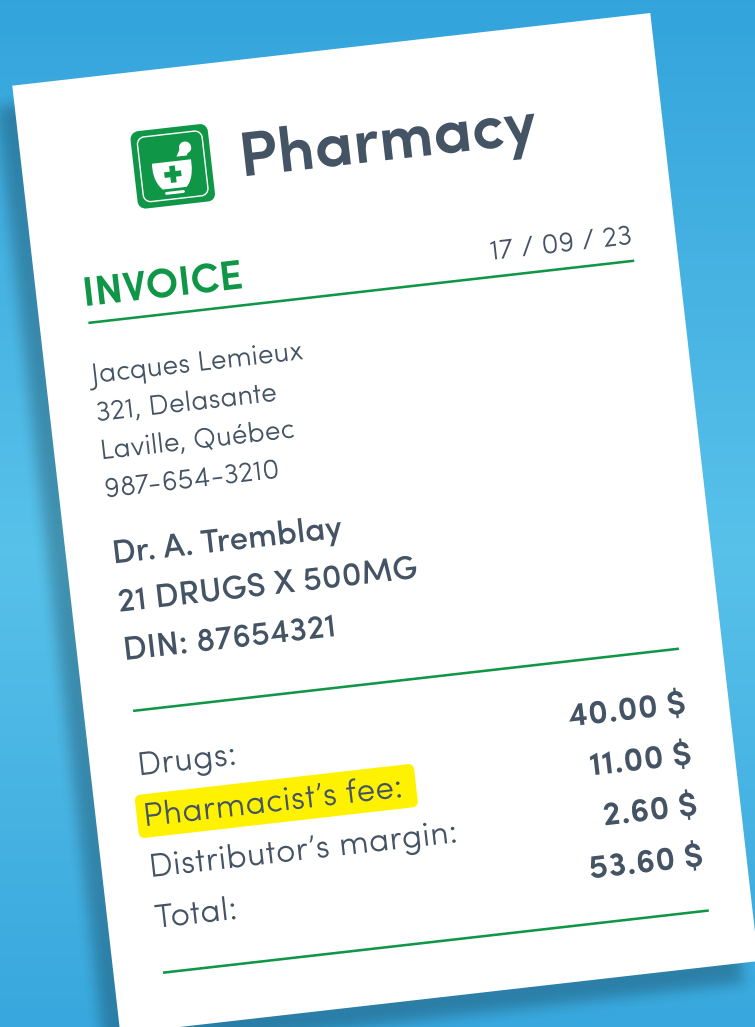 Pharmacy
INVOICE 17 / 09 / 23
Jacques Lemieux
321, Delasante
Laville, Québec
987-654-3210
Dr. A. Tremblay
21 DRUGS X 500MG
DIN: 87654321
Drugs: 40.00 $
Pharmacist’s fee: 11.00 $
Distributor’s margin: 2.60 $
Total: 53.60 $